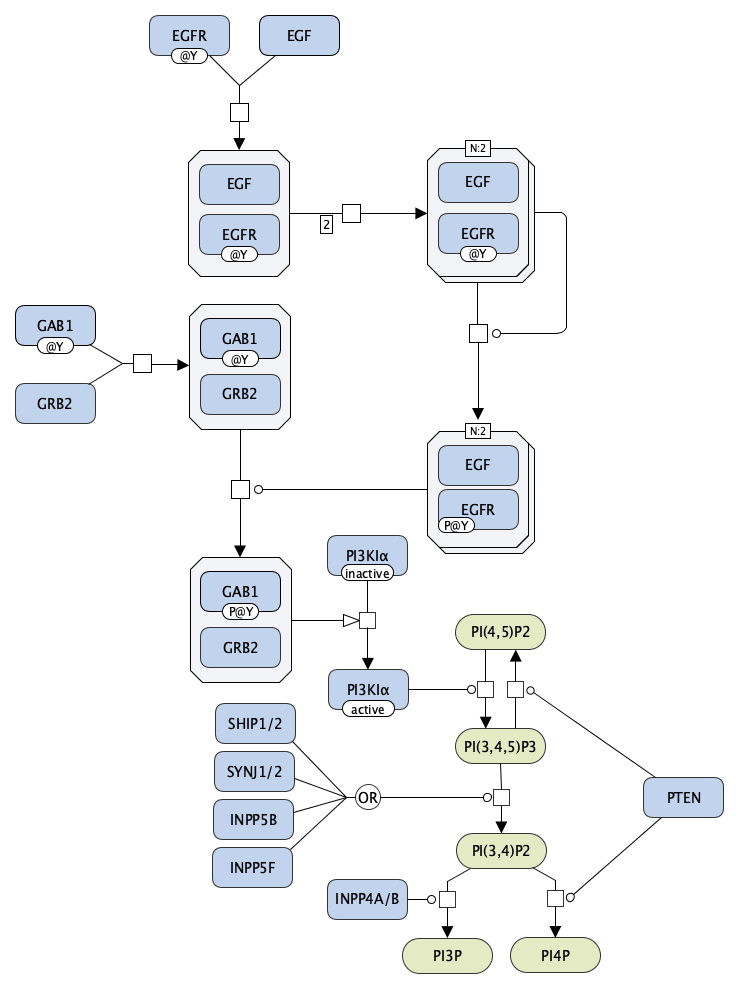 EGFR
@Y
EGF
EGF
EGFR
@Y
2
N:2
EGF
EGFR
@Y
GAB1
@Y
GRB2
GAB1
@Y
GRB2
N:2
EGF
EGFR
P@Y
GAB1
P@Y
GRB2
PI3KIα
inactive
PI3KIα
active
PI(4,5)P2
PI(3,4,5)P3
SHIP1/2
SYNJ1/2
INPP5B
INPP5F
OR
PTEN
PI(3,4)P2
INPP4A/B
PI3P
PI4P